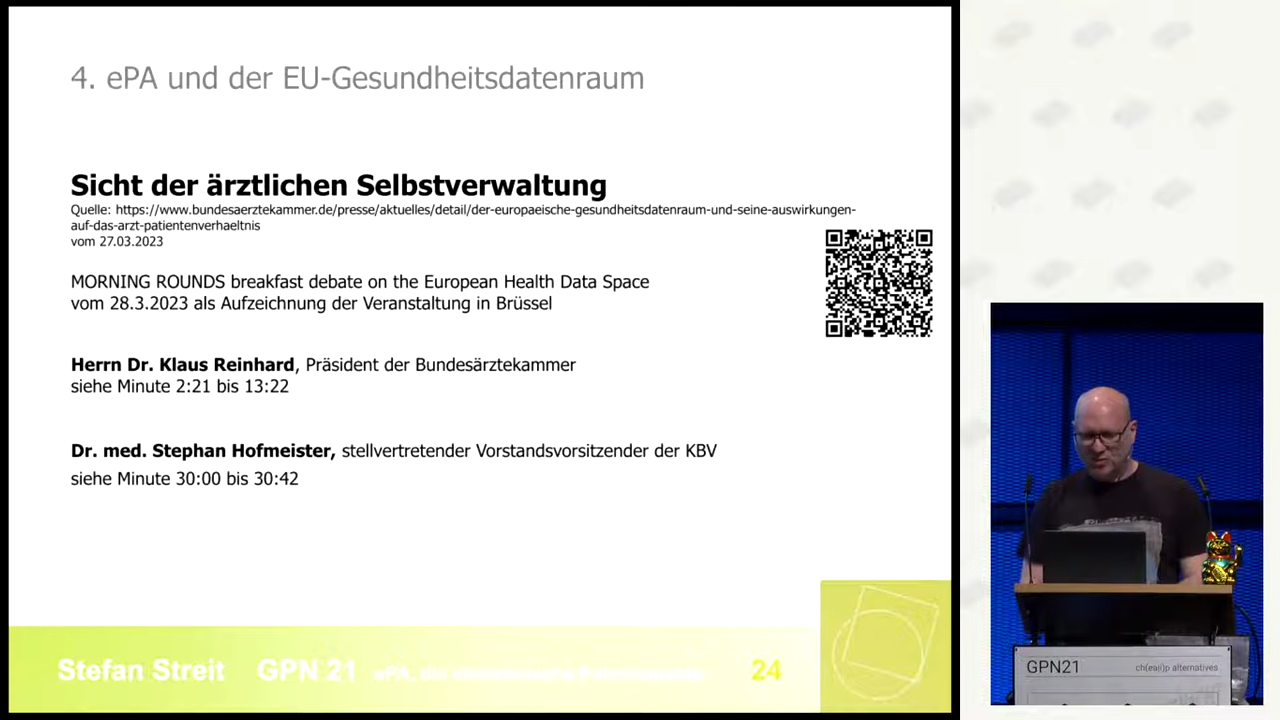 4. ePA und der EU-Gesundheitsdatenraum
Sicht der ärztlichen Selbstverwaltung
Quelle: https://www.bundesaerztekammer.de/presse/aktuelles/detail/der-europaeische-gesundheitsdatenraum-und-seine-auswirkungen-
auf-das-arzt-patientenverhaeltnis
vom 27.03.2023
MORNING ROUNDS breakfast debate on the European Health Data Space
vom 28.3.2023 als Aufzeichnung der Veranstaltung in Brüssel
Herrn Dr. Klaus Reinhard, Präsident der Bundesärztekammer
siehe Minute 2:21 bis 13:22
Dr. med. Stephan Hofmeister, stellvertretender Vorstandsvorsitzender der KBV
siehe Minute 30:00 bis 30:42
Stefan Streit GPN 21 ePA, 24
GPN21 ch(ea|i)p alternatives